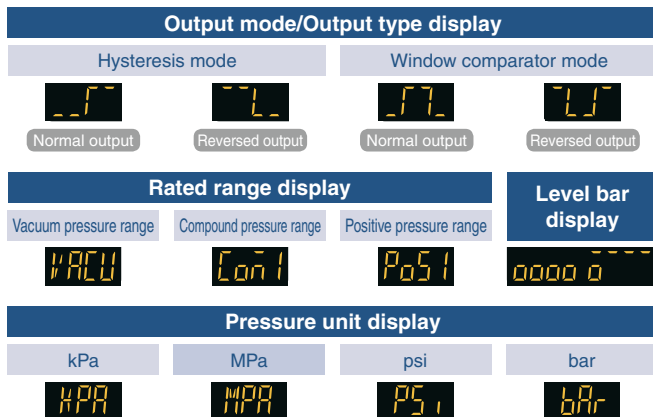 Output mode/Output type display
Hysteresis mode Window comparator mode
Normal output Reversed output Normal output Reversed output
Rated range display Level bar
display
Vacuum pressure range Compound pressure range Positive pressure range
VACU Com1 PoS1
Pressure unit display
kPa MPa psi bar
KPA MPA PSi bAr